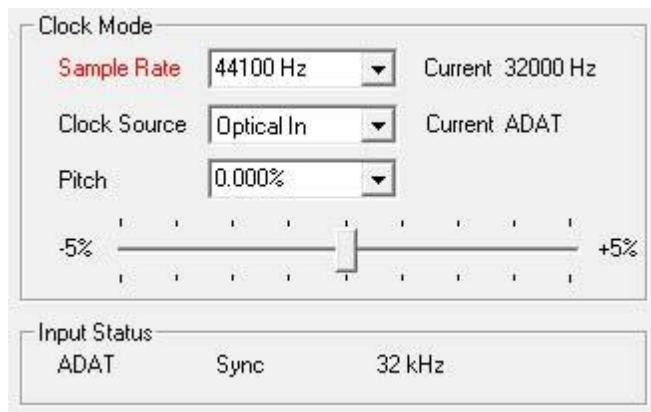 Clock Mode
Sample Rate 44100 Hz Current 32000 Hz
Clock Source Optical In Current ADAT
Pitch 0.000%
-5% +5%
Input Status
ADAT Sync 32 kHz